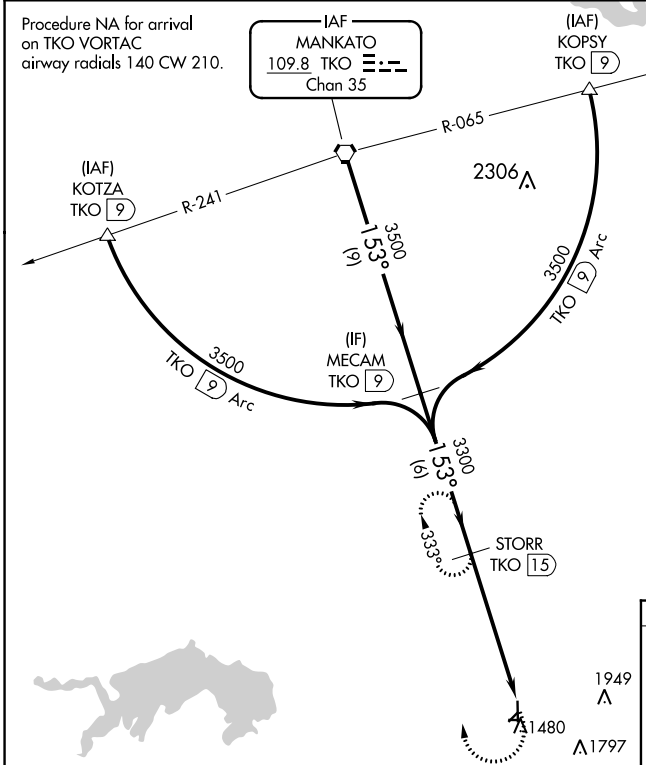 Procedure NA for arrival
on TKO VORTAC
airway radials 140 CW 210.
IAF
MANKATO
109.8 TKO
Chan 35
(IAF)
KOPSY
TKO 9
R-065
2306
(IAF)
KOTZA
TKO 9
R-241
3500
153°
(9)
3500
TKO 9 Arc
(IF)
MECAM
TKO 9
3500
TKO 9 Arc
3300
153°
(6)
333°
STORR
TKO 15
1949
1480
1797